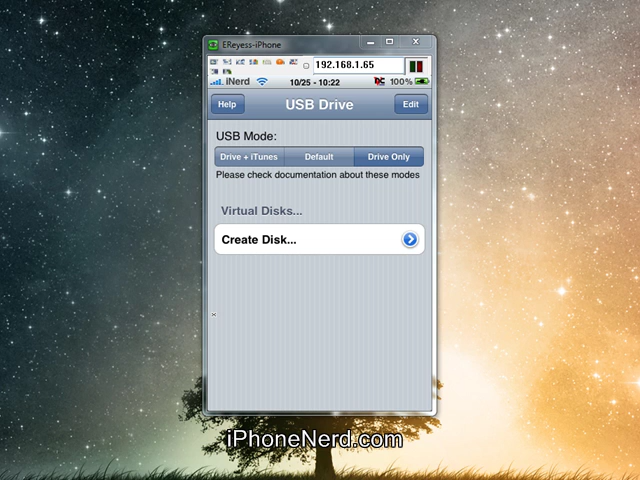 EReyess-iPhone
192.168.1.65
iNerd
10/25 - 10:22
100%
Help
USB Drive
Edit
USB Mode:
Drive + iTunes
Default
Drive Only
Please check documentation about these modes
Virtual Disks...
Create Disk...
iPhoneNerd.com